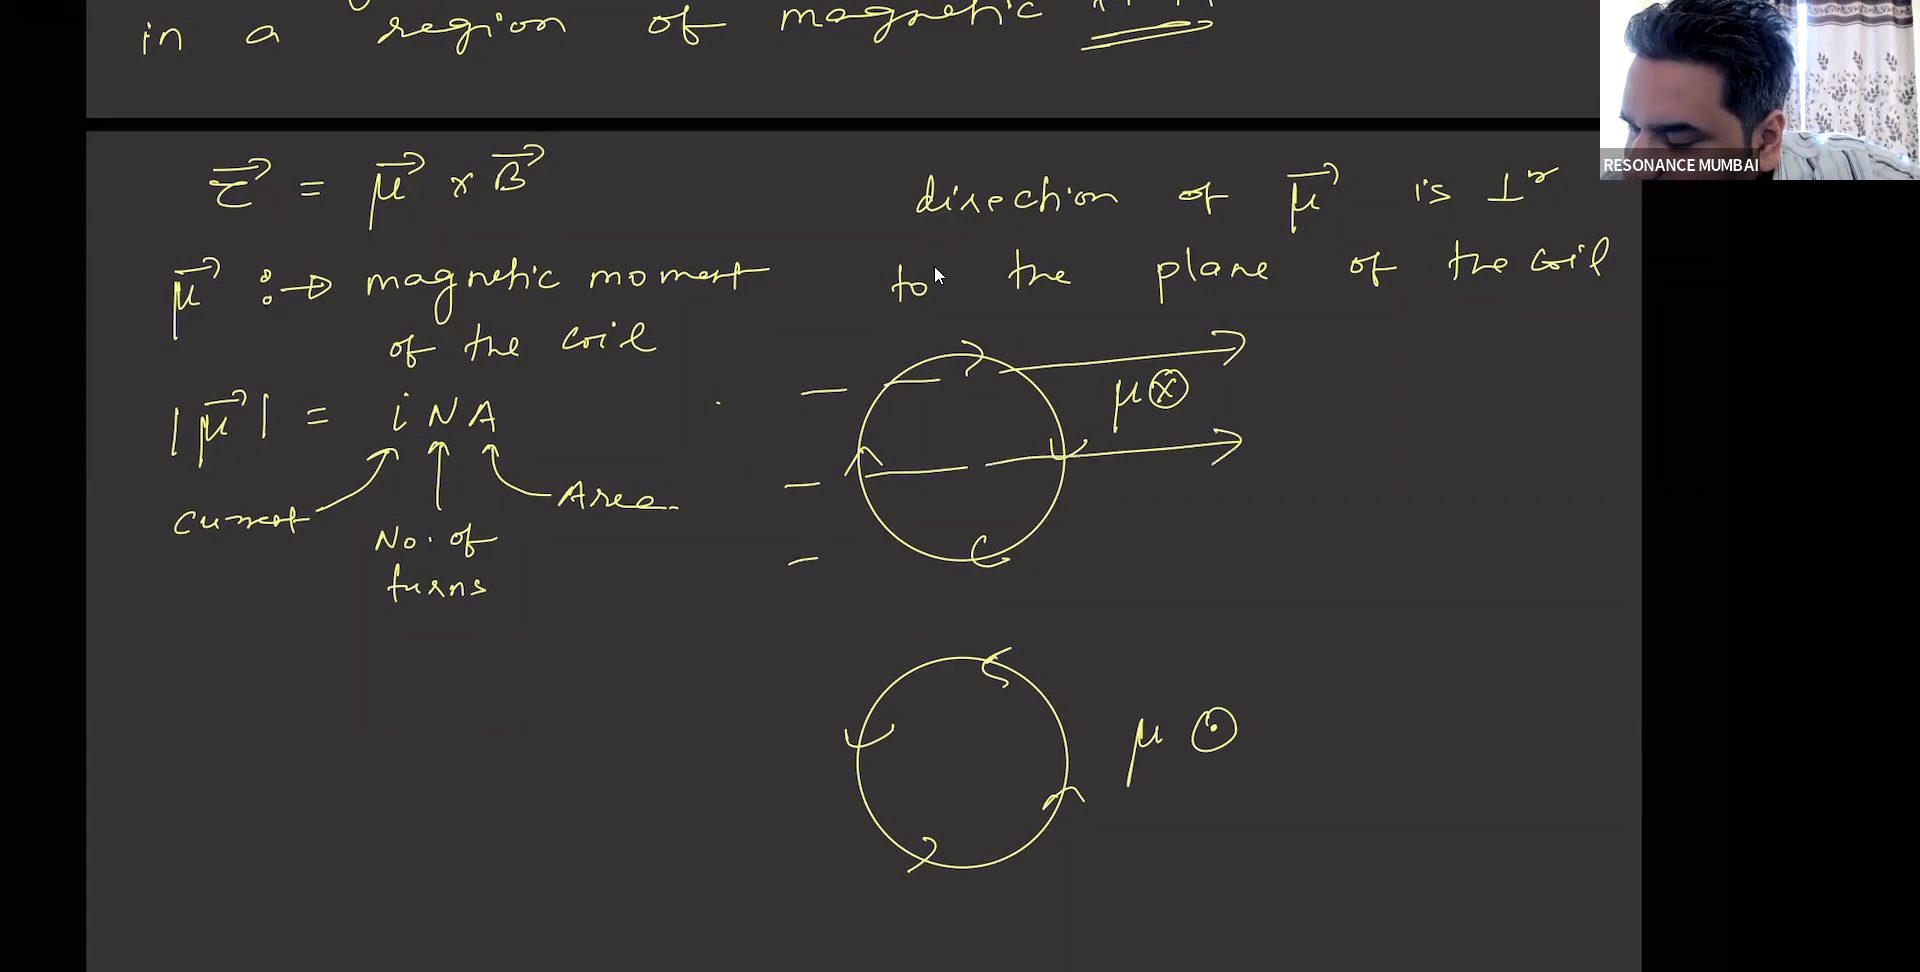 in a region of magnetic
RESONANCE MUMBAI
τ⃗ = μ⃗ × B⃗
μ⃗ :→ magnetic moment
of the coil
|μ⃗| = i N A
Current
Area
No. of
turns
direction of μ⃗ is ⊥r
to the plane of the coil
μ ⊗
μ ⊙